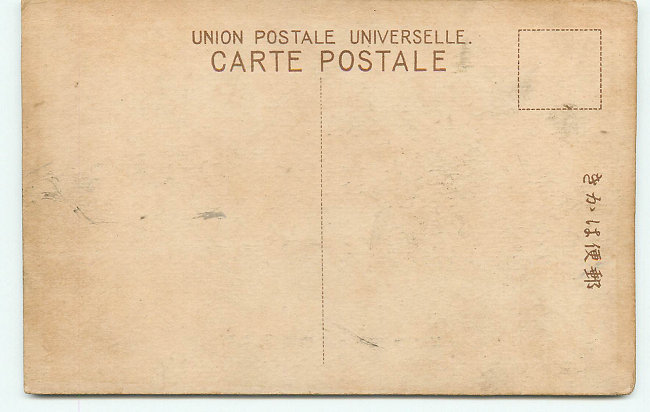 UNION POSTALE UNIVERSELLE.
CARTE POSTALE
郵便はかき